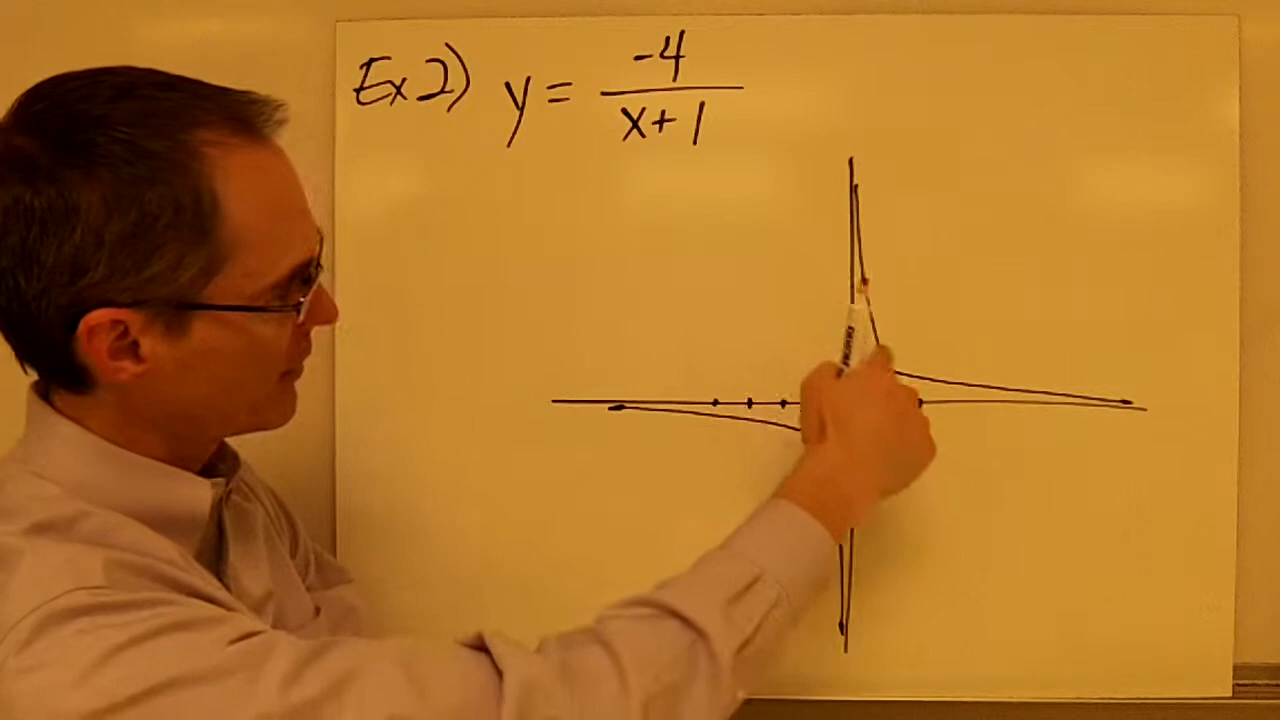 Ex 2) y = -4
x+1